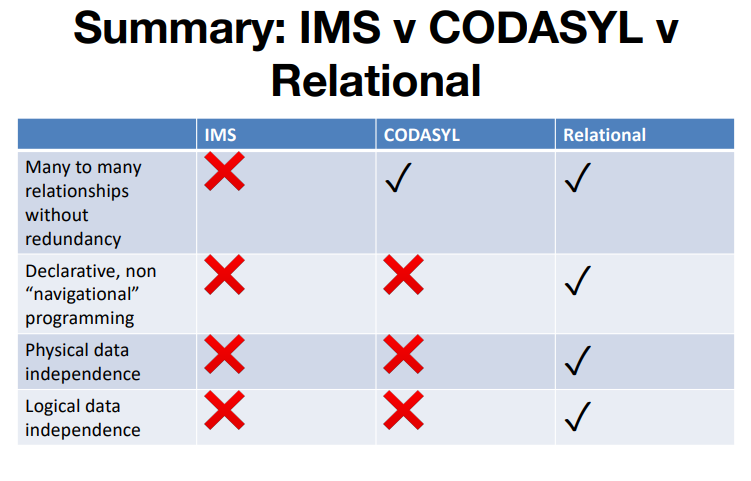 Summary: IMS v CODASYL v
Relational
IMS CODASYL Relational
Many to many
relationships
without
redundancy
❌ ✓ ✓
Declarative, non
“navigational”
programming
❌ ❌ ✓
Physical data
independence
❌ ❌ ✓
Logical data
independence
❌ ❌ ✓